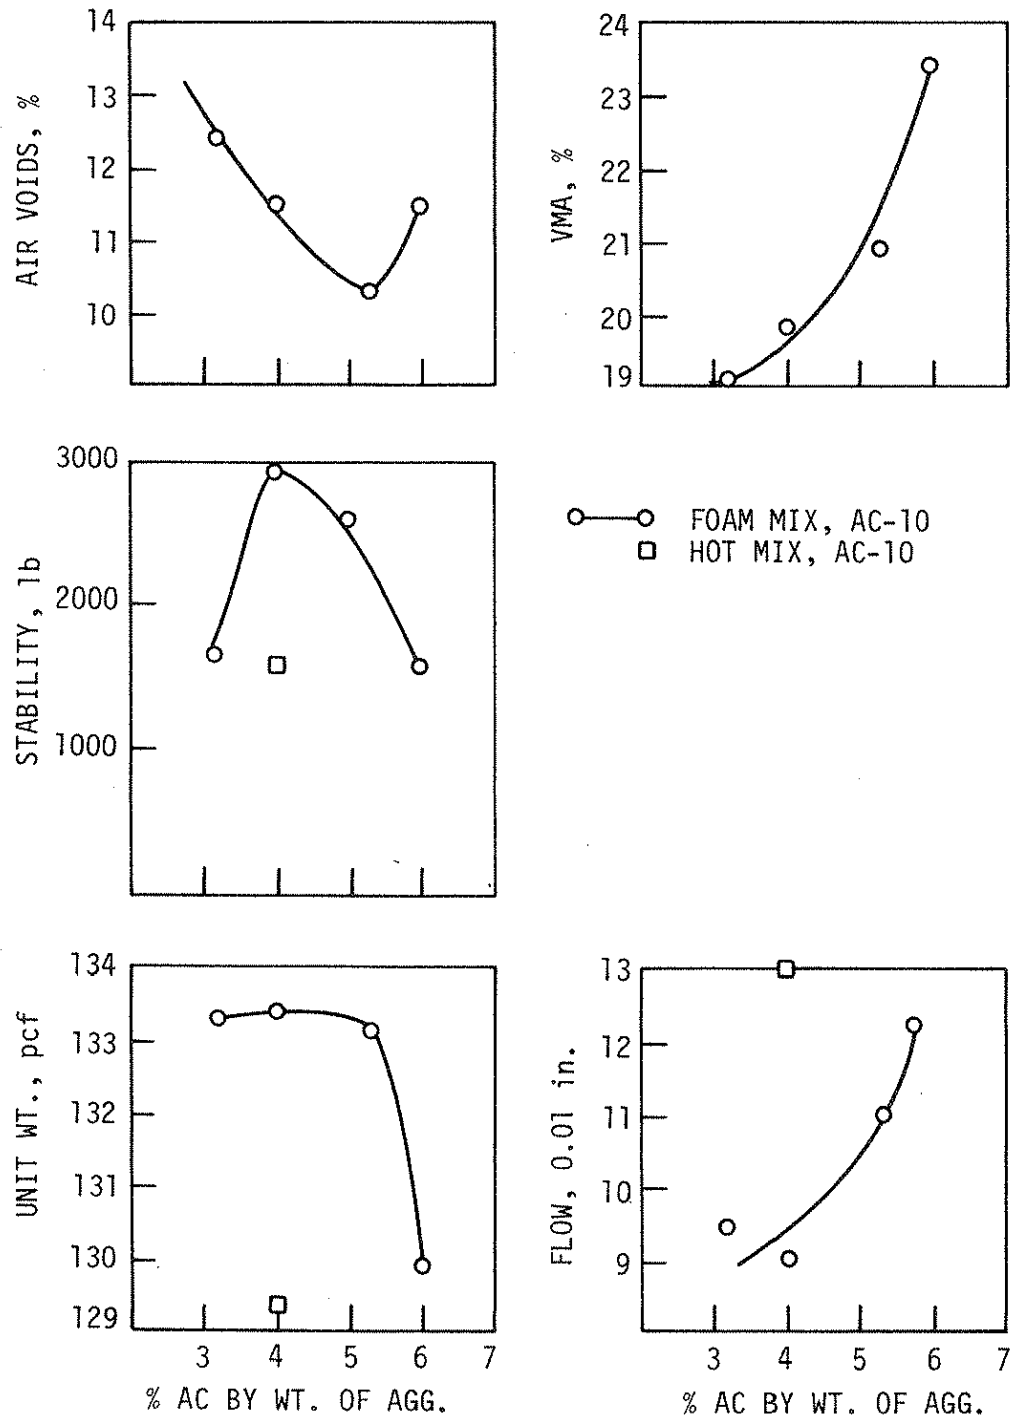 14
13
12
11
10
AIR VOIDS, %
24
23
22
21
20
19
VMA, %
3000
2000
1000
STABILITY, lb
FOAM MIX, AC-10
HOT MIX, AC-10
134
133
132
131
130
129
UNIT WT., pcf
3 4 5 6 7
% AC BY WT. OF AGG.
13
12
11
10
9
FLOW, 0.01 in.
3 4 5 6 7
% AC BY WT. OF AGG.